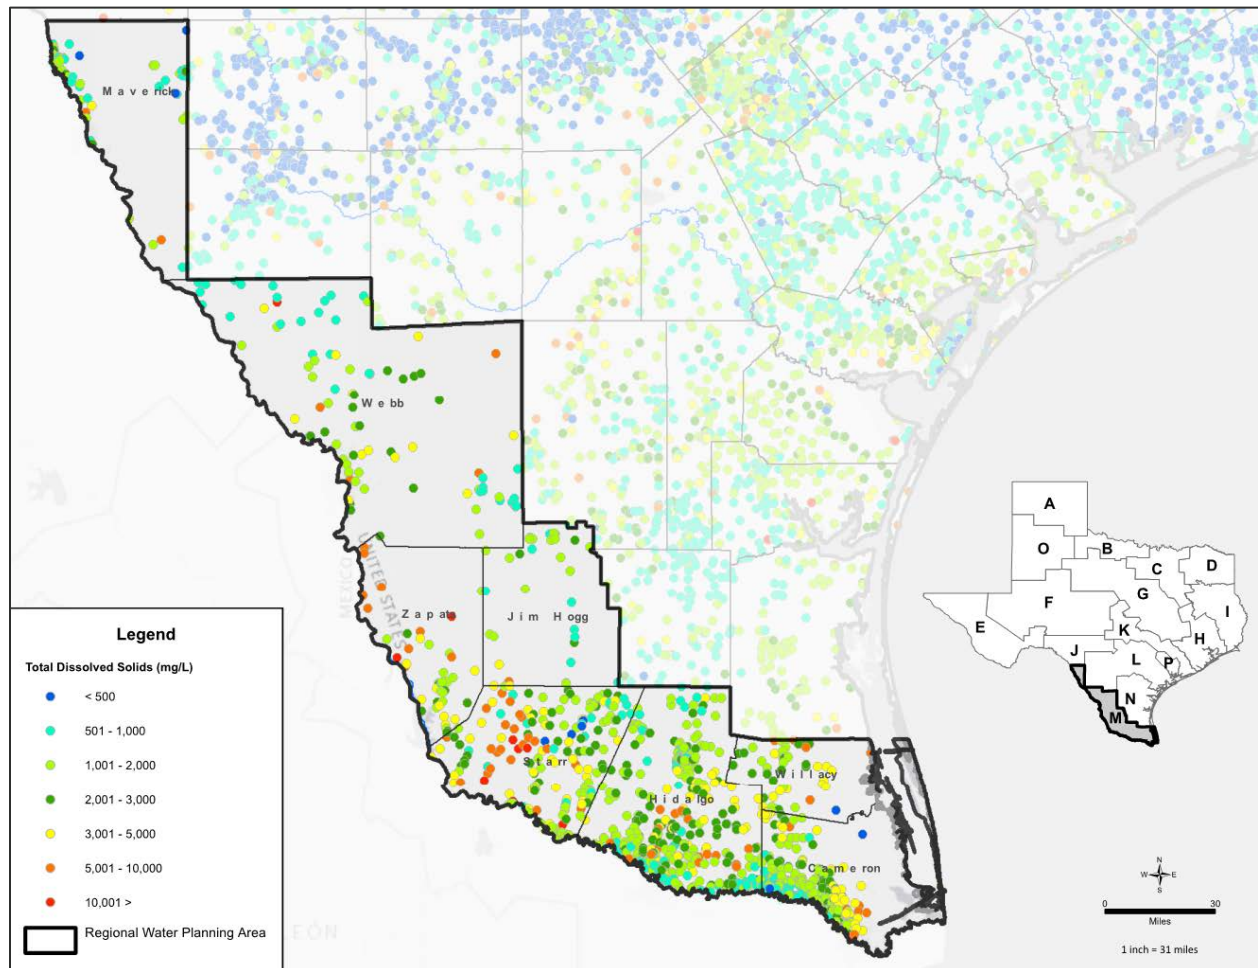 Maverick
Webb
MEXICO
UNITED STATES
Zapata
Jim Hogg
Starr
Hidalgo
Willacy
Cameron
LEÓN
Legend
Total Dissolved Solids (mg/L)
< 500
501 - 1,000
1,001 - 2,000
2,001 - 3,000
3,001 - 5,000
5,001 - 10,000
10,001 >
Regional Water Planning Area
A
O
B
C
D
F
G
I
E
K
H
J
L
P
N
M
N
W
E
S
0
30
Miles
1 inch = 31 miles